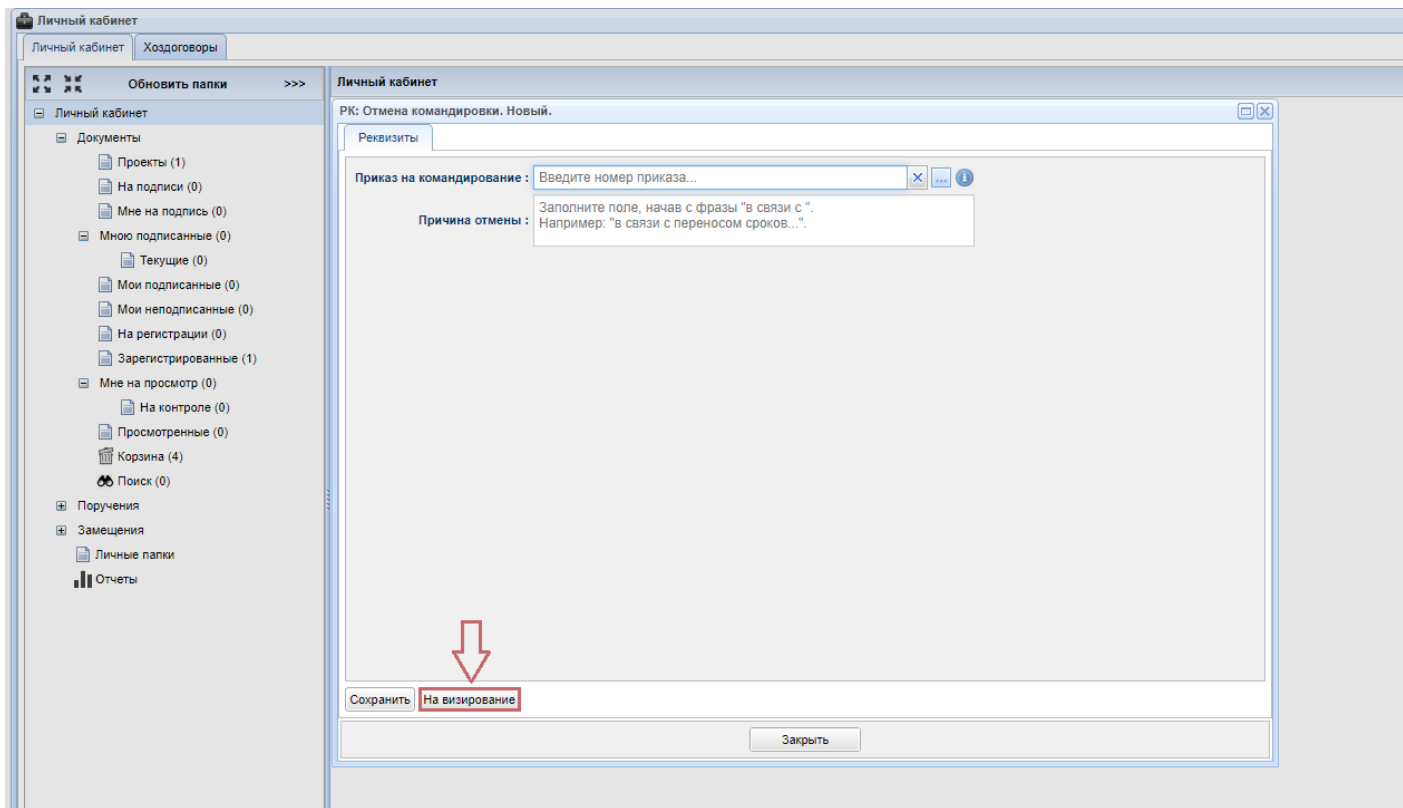 Личный кабинет
Личный кабинет Хоздоговоры
Обновить папки >>>
Личный кабинет
Документы
Проекты (1)
На подписи (0)
Мне на подпись (0)
Мною подписанные (0)
Текущие (0)
Мои подписанные (0)
Мои неподписанные (0)
На регистрации (0)
Зарегистрированные (1)
Мне на просмотр (0)
На контроле (0)
Просмотренные (0)
Корзина (4)
Поиск (0)
Поручения
Замещения
Личные папки
Отчеты
Личный кабинет
РК: Отмена командировки. Новый.
Реквизиты
Приказ на командирование : Введите номер приказа...
Причина отмены : Заполните поле, начав с фразы "в связи с ".
Например: "в связи с переносом сроков...".
Сохранить На визирование
Закрыть